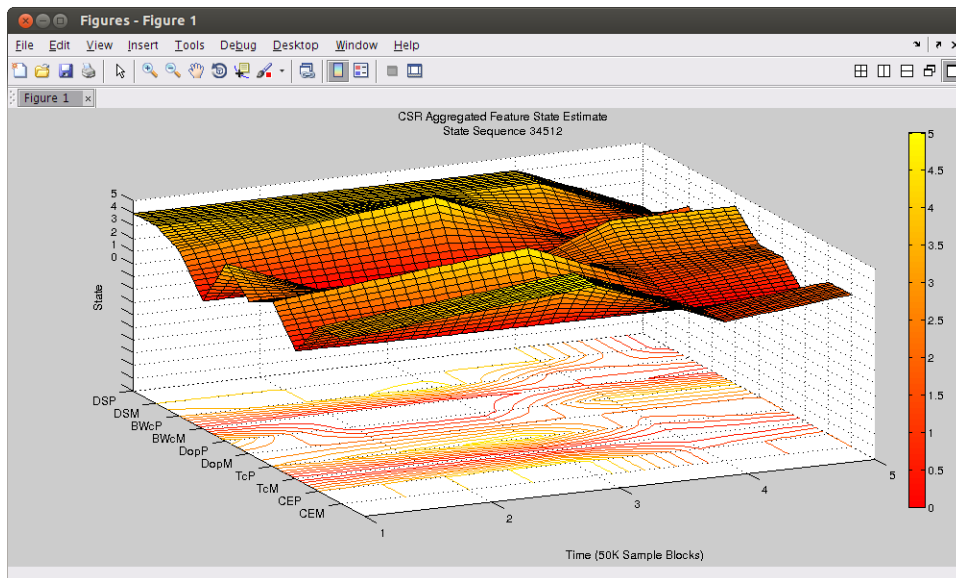 Figures - Figure 1
File Edit View Insert Tools Debug Desktop Window Help
Figure 1 ×
CSR Aggregated Feature State Estimate
State Sequence 34512
5
4
3
2
1
0
State
DSP
DSM
BWcP
BWcM
DopP
DopM
TcP
TcM
CEP
CEM
1
2
3
4
5
Time (50K Sample Blocks)
5
4.5
4
3.5
3
2.5
2
1.5
1
0.5
0